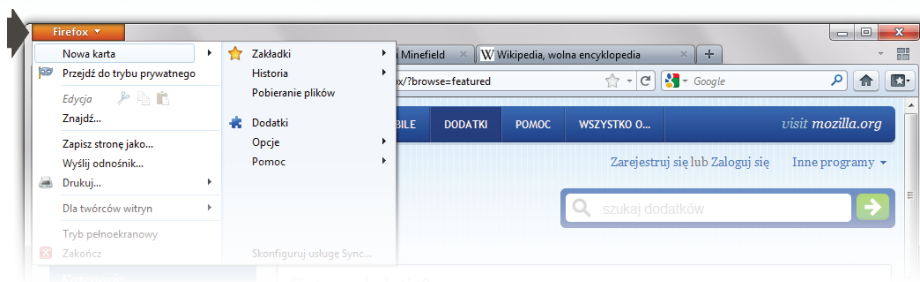 Firefox
Nowa karta
Przejdź do trybu prywatnego
Edycja
Znajdź...
Zapisz stronę jako...
Wyślij odnośnik...
Drukuj...
Dla twórców witryn
Tryb pełnoekranowy
Zakończ
Zakładki
Historia
Pobieranie plików
Dodatki
Opcje
Pomoc
Skonfiguruj usługę Sync...
Minefield
W Wikipedia, wolna encyklopedia
x/?browse=featured
Google
BILE DODATKI POMOC WSZYSTKO O... visit mozilla.org
Zarejestruj się lub Zaloguj się Inne programy
szukaj dodatków